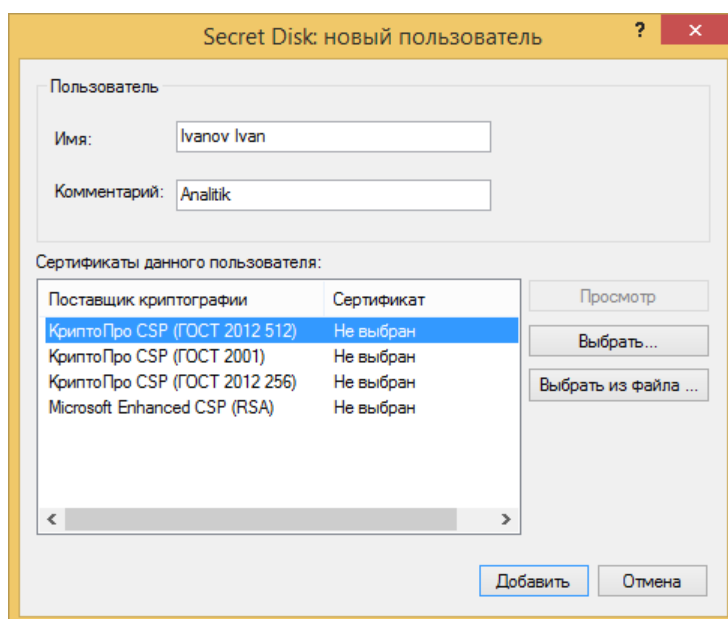 Secret Disk: новый пользователь ? ×
Пользователь
Имя: Ivanov Ivan
Комментарий: Analitik
Сертификаты данного пользователя:
Поставщик криптографии Сертификат Просмотр
КриптоПро CSP (ГОСТ 2012 512) Не выбран Выбрать...
КриптоПро CSP (ГОСТ 2001) Не выбран
КриптоПро CSP (ГОСТ 2012 256) Не выбран Выбрать из файла ...
Microsoft Enhanced CSP (RSA) Не выбран
Добавить Отмена